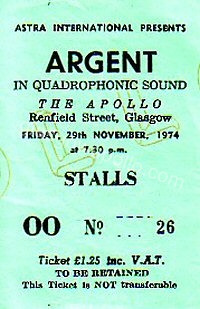 ASTRA INTERNATIONAL PRESENTS
ARGENT
IN QUADROPHONIC SOUND
THE APOLLO
Renfield Street, Glasgow
FRIDAY, 29th NOVEMBER, 1974
at 7.30 p.m.
STALLS
OO No 26
Ticket £1.25 inc. V.A.T.
TO BE RETAINED
This Ticket is NOT transferable